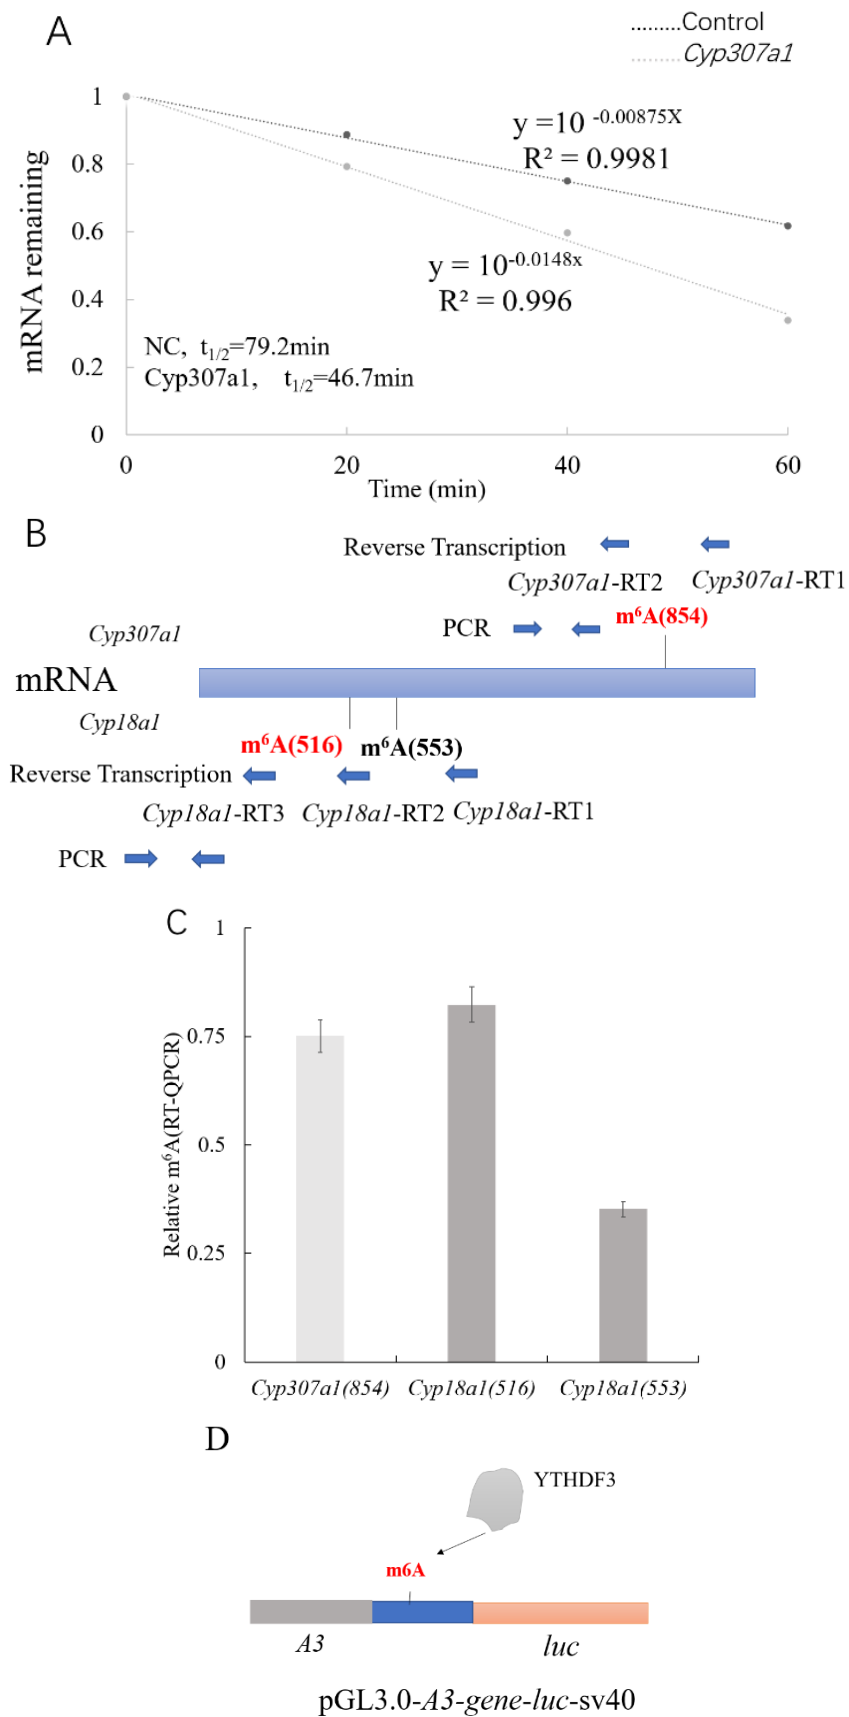 A
.........Control
.........Cyp307a1
mRNA remaining
1
0.8
0.6
0.4
0.2
0
y =10 -0.00875X
R² = 0.9981
y = 10-0.0148x
R² = 0.996
NC, t1/2=79.2min
Cyp307a1, t1/2=46.7min
0 20 40 60
Time (min)
B
Reverse Transcription
Cyp307a1-RT2 Cyp307a1-RT1
PCR m⁶A(854)
Cyp307a1
mRNA
Cyp18a1
m⁶A(516) m⁶A(553)
Reverse Transcription
Cyp18a1-RT3 Cyp18a1-RT2 Cyp18a1-RT1
PCR
C
Relative m⁶A(RT-QPCR)
1
0.75
0.5
0.25
0
Cyp307a1(854) Cyp18a1(516) Cyp18a1(553)
D
YTHDF3
m6A
A3 luc
pGL3.0-A3-gene-luc-sv40